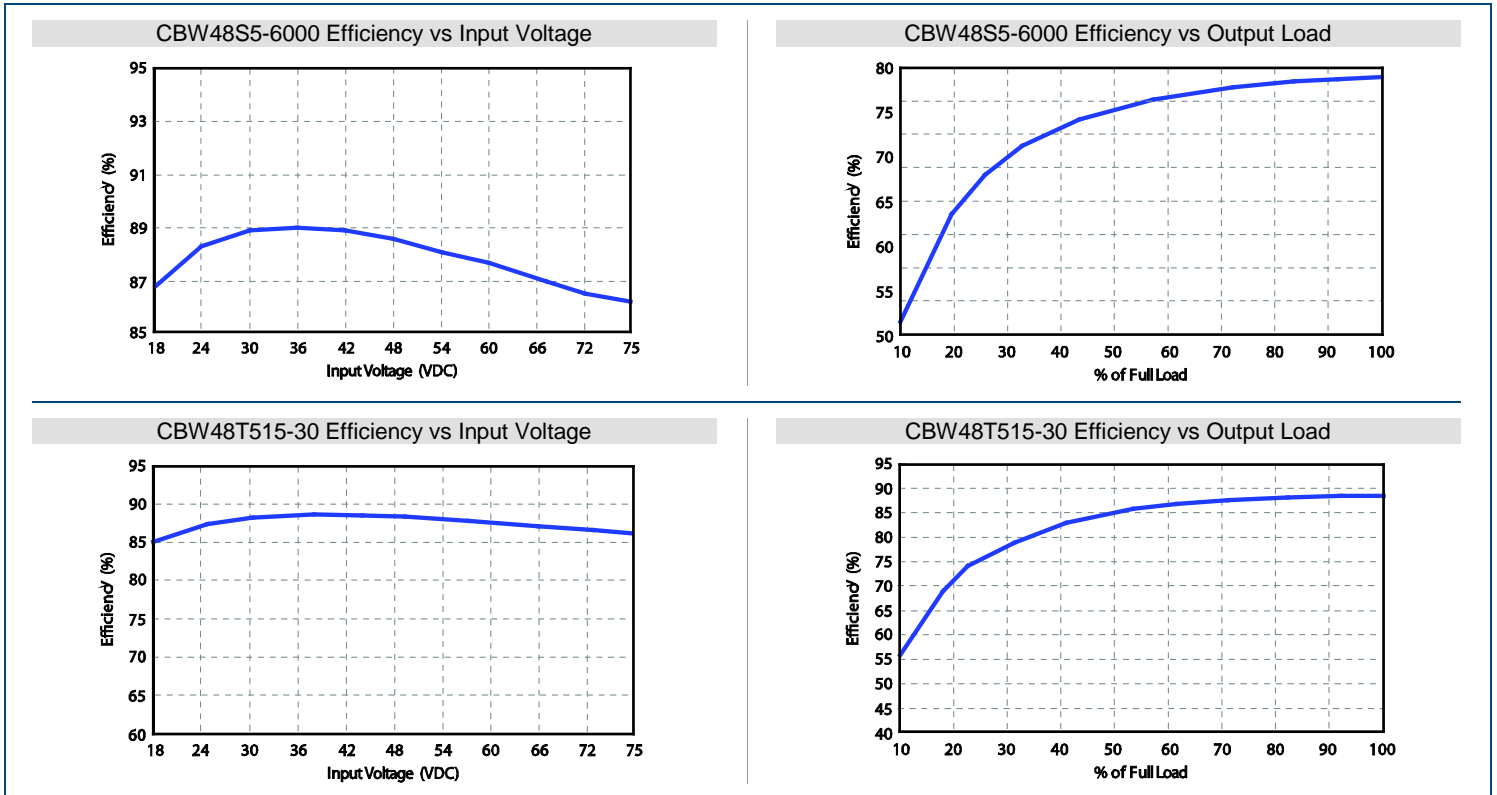 CBW48S5-6000 Efficiency vs Input Voltage
95
93
91
89
87
85
Efficiency (%)
18 24 30 36 42 48 54 60 66 72 75
Input Voltage (VDC)
CBW48S5-6000 Efficiency vs Output Load
80
75
70
65
60
55
50
Efficiency (%)
10 20 30 40 50 60 70 80 90 100
% of Full Load
CBW48T515-30 Efficiency vs Input Voltage
95
90
85
80
75
70
65
60
Efficiency (%)
18 24 30 36 42 48 54 60 66 72 75
Input Voltage (VDC)
CBW48T515-30 Efficiency vs Output Load
95
90
85
80
75
70
65
60
55
50
45
40
Efficiency (%)
10 20 30 40 50 60 70 80 90 100
% of Full Load